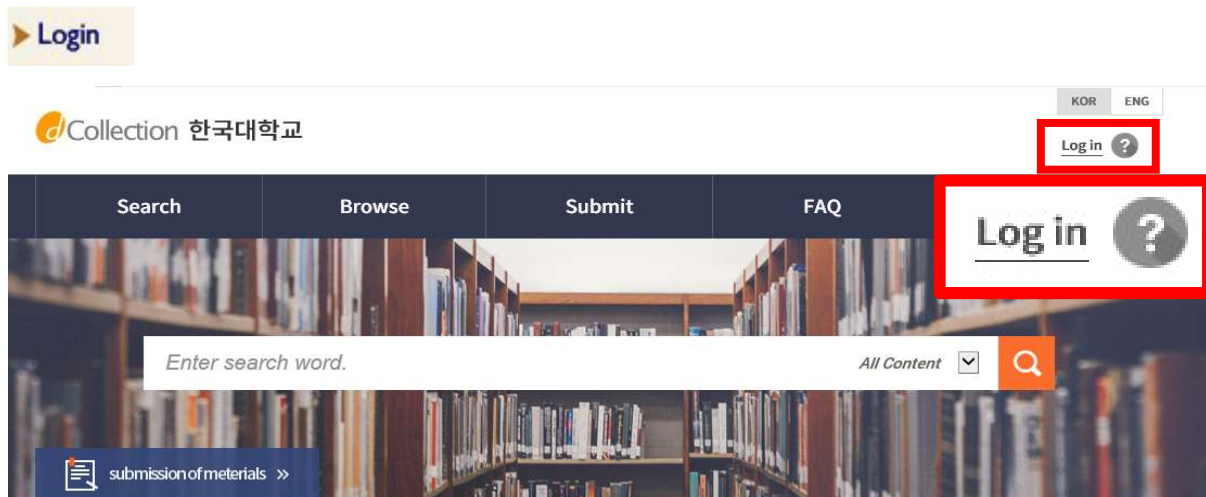 Login
KOR ENG
dCollection 한국대학교
Log in ?
Search Browse Submit FAQ
Log in ?
Enter search word. All Content
submission of meterials »